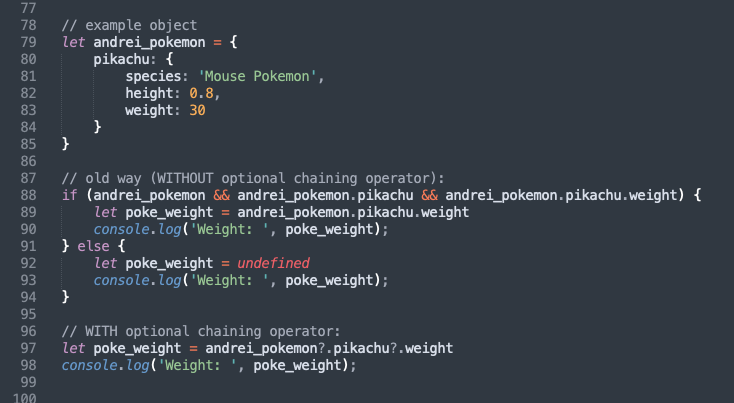 77
78 // example object
79 let andrei_pokemon = {
80     pikachu: {
81         species: 'Mouse Pokemon',
82         height: 0.8,
83         weight: 30
84     }
85 }
86
87 // old way (WITHOUT optional chaining operator):
88 if (andrei_pokemon && andrei_pokemon.pikachu && andrei_pokemon.pikachu.weight) {
89     let poke_weight = andrei_pokemon.pikachu.weight
90     console.log('Weight: ', poke_weight);
91 } else {
92     let poke_weight = undefined
93     console.log('Weight: ', poke_weight);
94 }
95
96 // WITH optional chaining operator:
97 let poke_weight = andrei_pokemon?.pikachu?.weight
98 console.log('Weight: ', poke_weight);
99
100